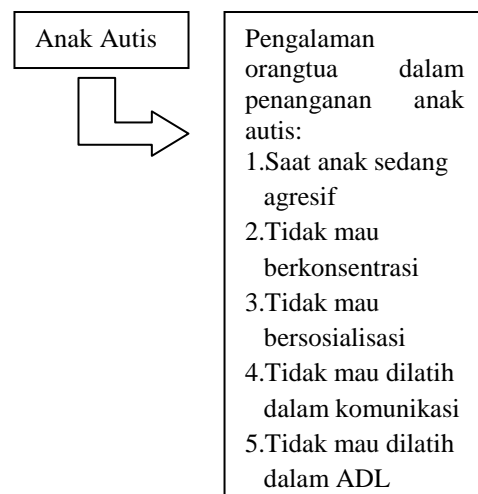 Anak Autis
Pengalaman
orangtua dalam
penanganan anak
autis:
1.Saat anak sedang
agresif
2.Tidak mau
berkonsentrasi
3.Tidak mau
bersosialisasi
4.Tidak mau dilatih
dalam komunikasi
5.Tidak mau dilatih
dalam ADL